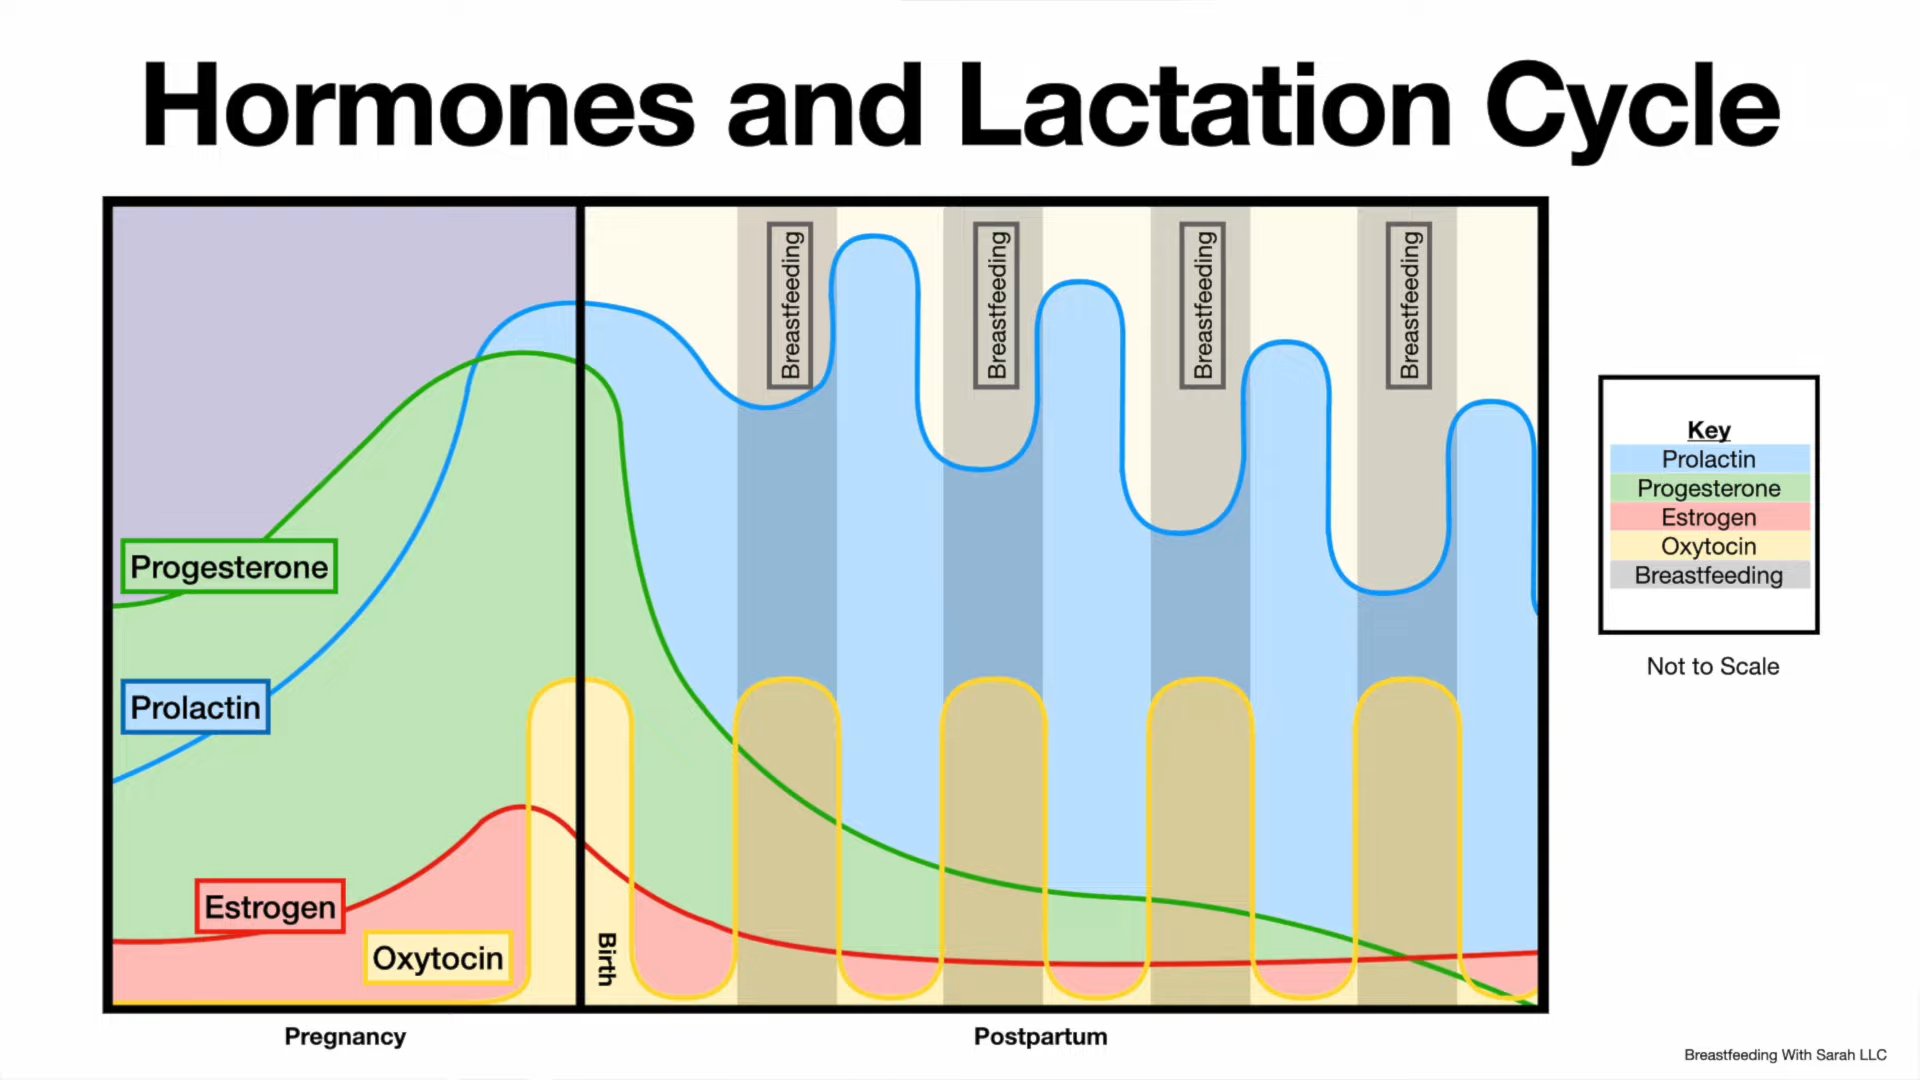 Hormones and Lactation Cycle
Breastfeeding
Breastfeeding
Breastfeeding
Breastfeeding
Progesterone
Prolactin
Estrogen
Oxytocin
Birth
Pregnancy
Postpartum
Key
Prolactin
Progesterone
Estrogen
Oxytocin
Breastfeeding
Not to Scale
Breastfeeding With Sarah LLC